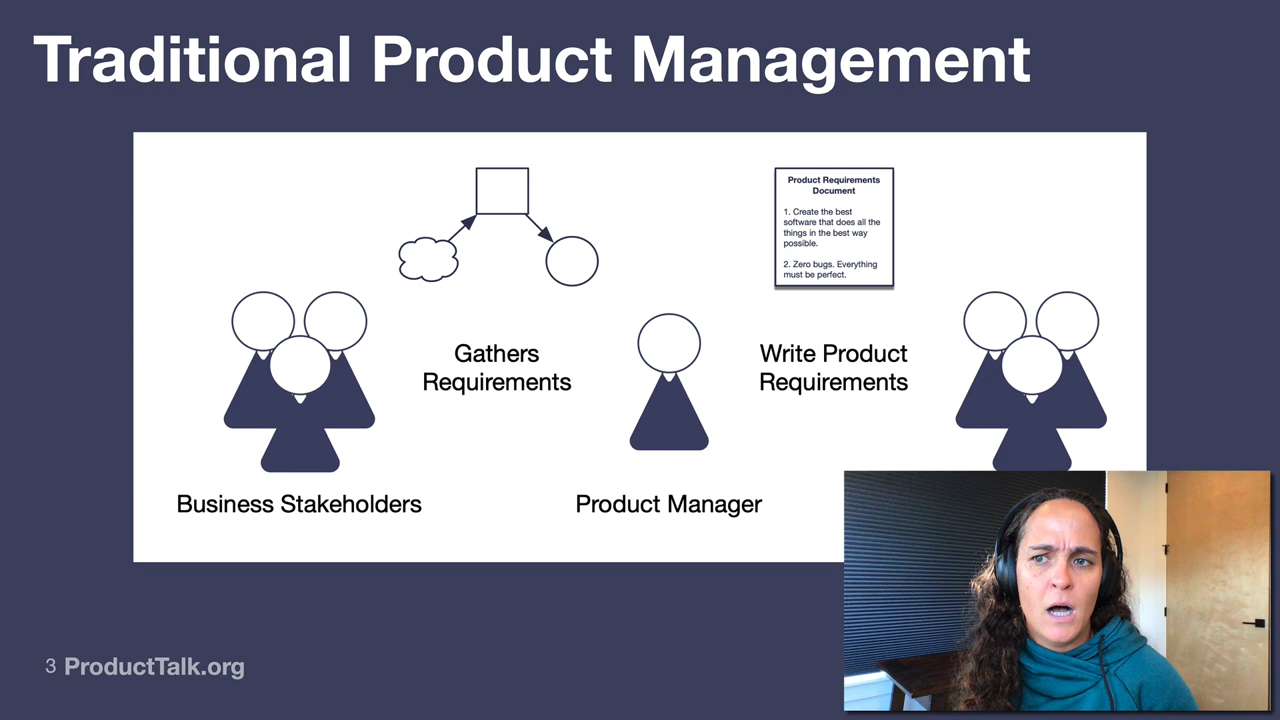 Traditional Product Management
Product Requirements
Document
1. Create the best
software that does all the
things in the best way
possible.
2. Zero bugs. Everything
must be perfect.
Gathers
Requirements
Write Product
Requirements
Business Stakeholders
Product Manager
3 ProductTalk.org